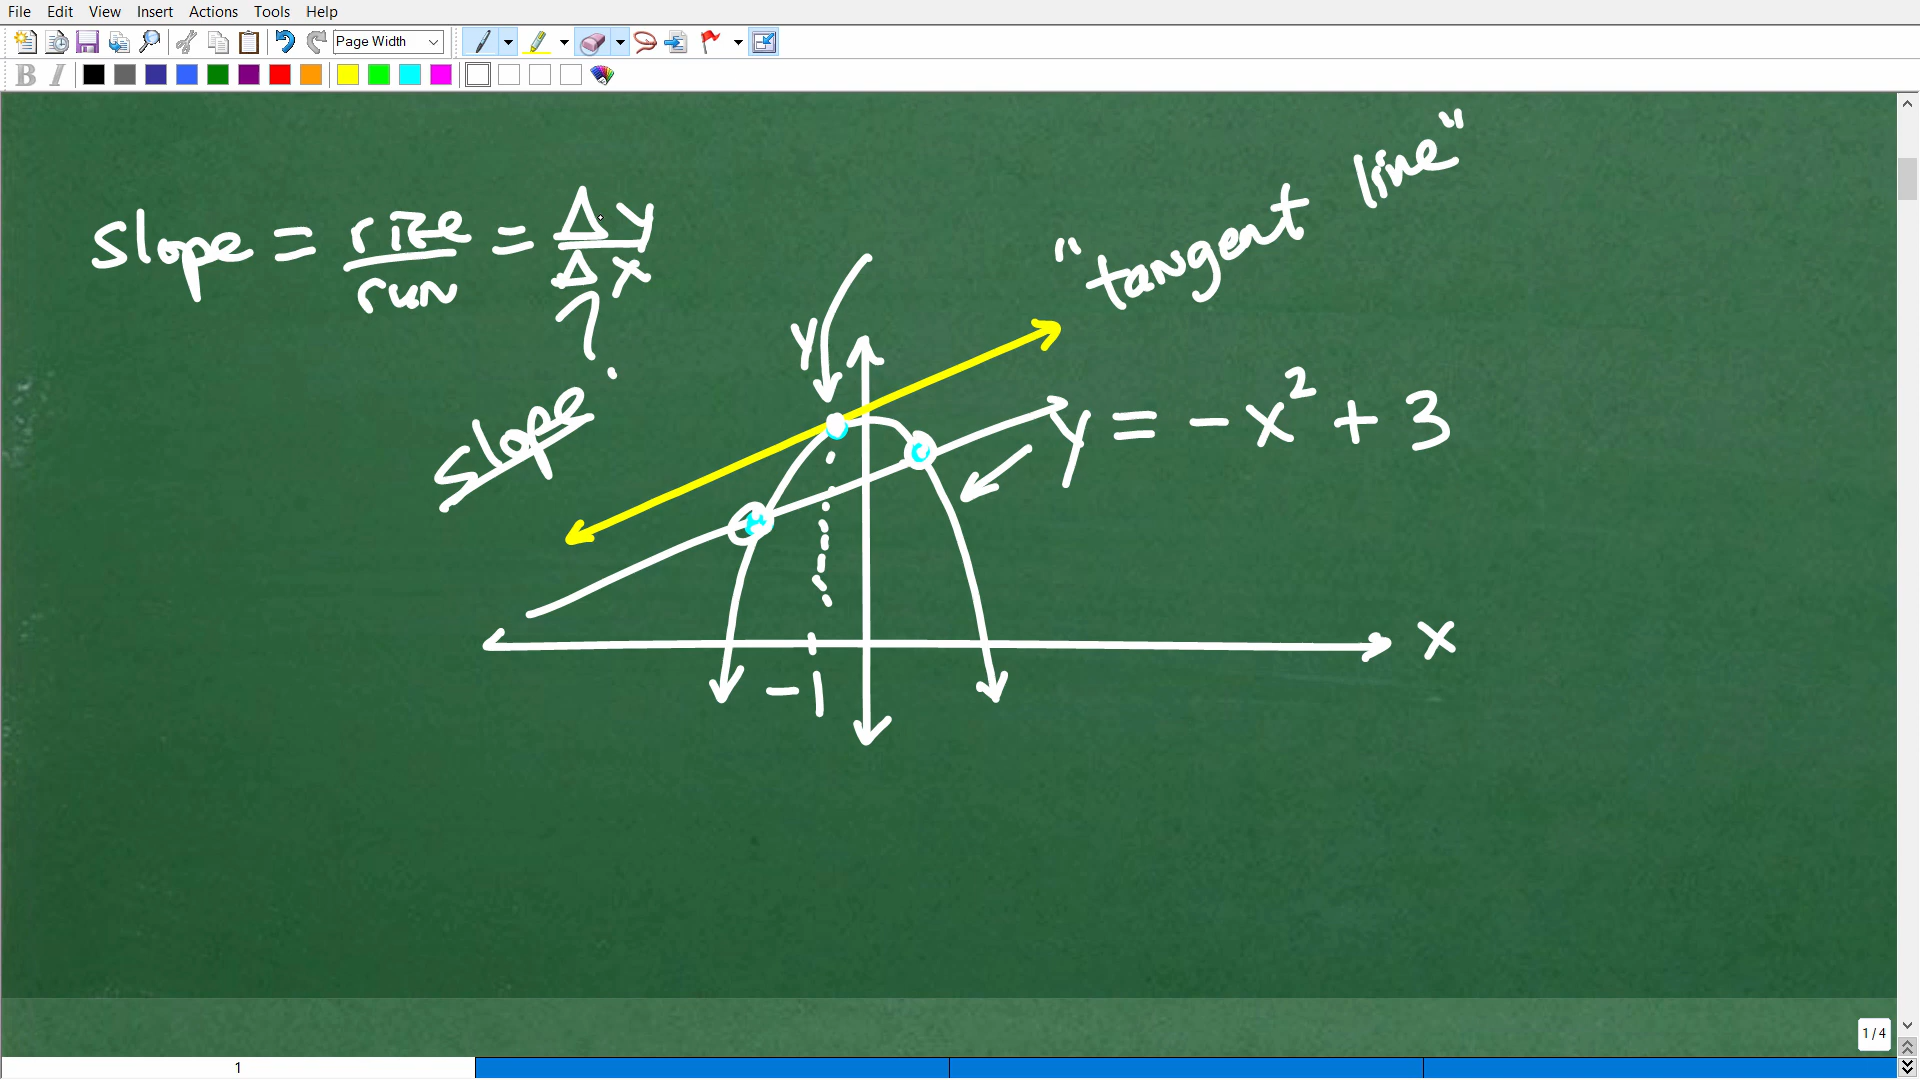 File Edit View Insert Actions Tools Help
Page Width
B I
"tangent line"
slope = rize/run = Δy/Δx
?
slope
y
y = -x² + 3
x
-1
1 / 4
1